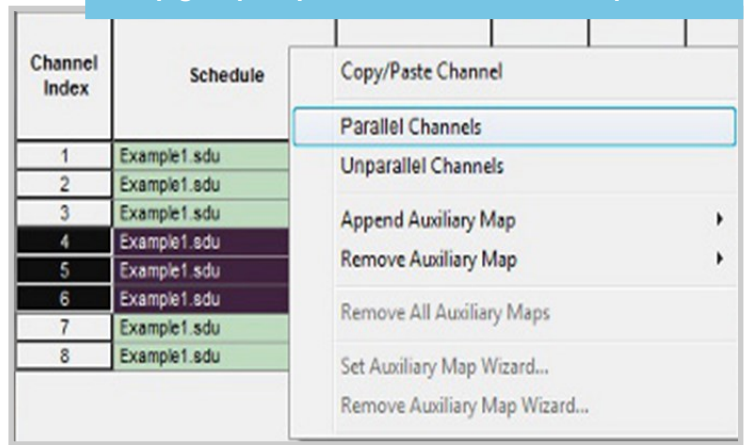 Channel Index
Schedule
1 Example1.sdu
2 Example1.sdu
3 Example1.sdu
4 Example1.sdu
5 Example1.sdu
6 Example1.sdu
7 Example1.sdu
8 Example1.sdu
Copy/Paste Channel
Parallel Channels
Unparallel Channels
Append Auxiliary Map
Remove Auxiliary Map
Remove All Auxiliary Maps
Set Auxiliary Map Wizard...
Remove Auxiliary Map Wizard...